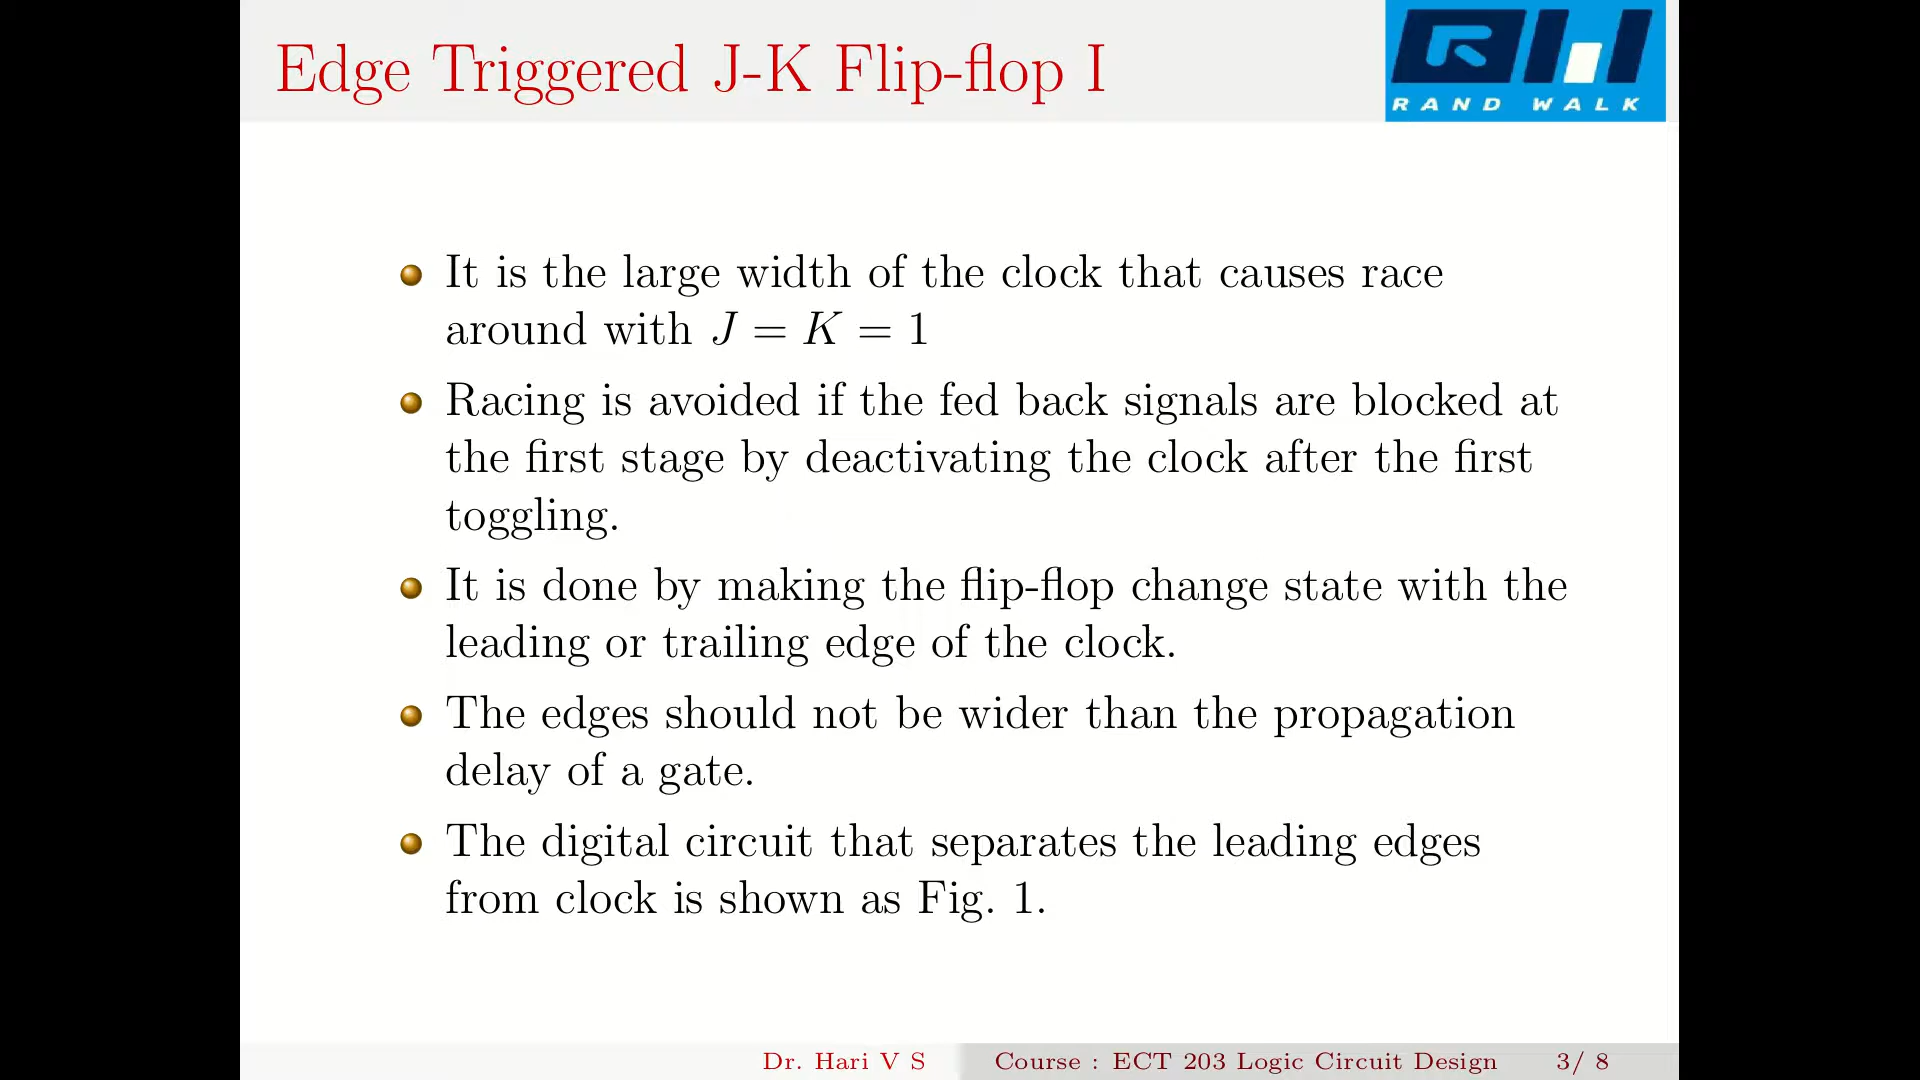 Edge Triggered J-K Flip-flop I
RAND WALK
It is the large width of the clock that causes race
around with J = K = 1
Racing is avoided if the fed back signals are blocked at
the first stage by deactivating the clock after the first
toggling.
It is done by making the flip-flop change state with the
leading or trailing edge of the clock.
The edges should not be wider than the propagation
delay of a gate.
The digital circuit that separates the leading edges
from clock is shown as Fig. 1.
Dr. Hari V S Course : ECT 203 Logic Circuit Design 3/ 8